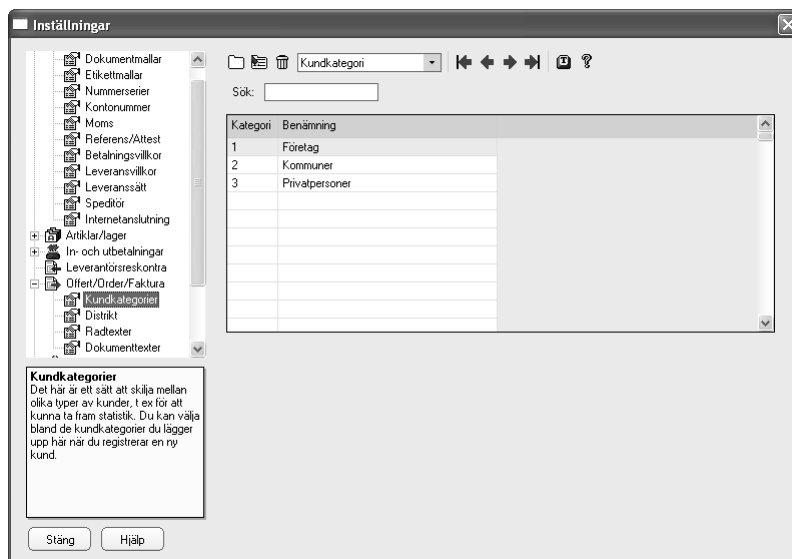 Inställningar
Dokumentmallar
Etikettmallar
Nummerserier
Kontonummer
Moms
Referens/Attest
Betalningsvillkor
Leveransvillkor
Leveranssätt
Speditör
Internetanslutning
Artiklar/lager
In- och utbetalningar
Leverantörsreskontra
Offert/Order/Faktura
Kundkategorier
Distrikt
Radtexter
Dokumenttexter
Kundkategorier
Det här är ett sätt att skilja mellan
olika typer av kunder, t ex för att
kunna ta fram statistik. Du kan välja
bland de kundkategorier du lägger
upp här när du registrerar en ny
kund.
Stäng Hjälp
Kundkategori
Sök:
Kategori Benämning
1 Företag
2 Kommuner
3 Privatpersoner